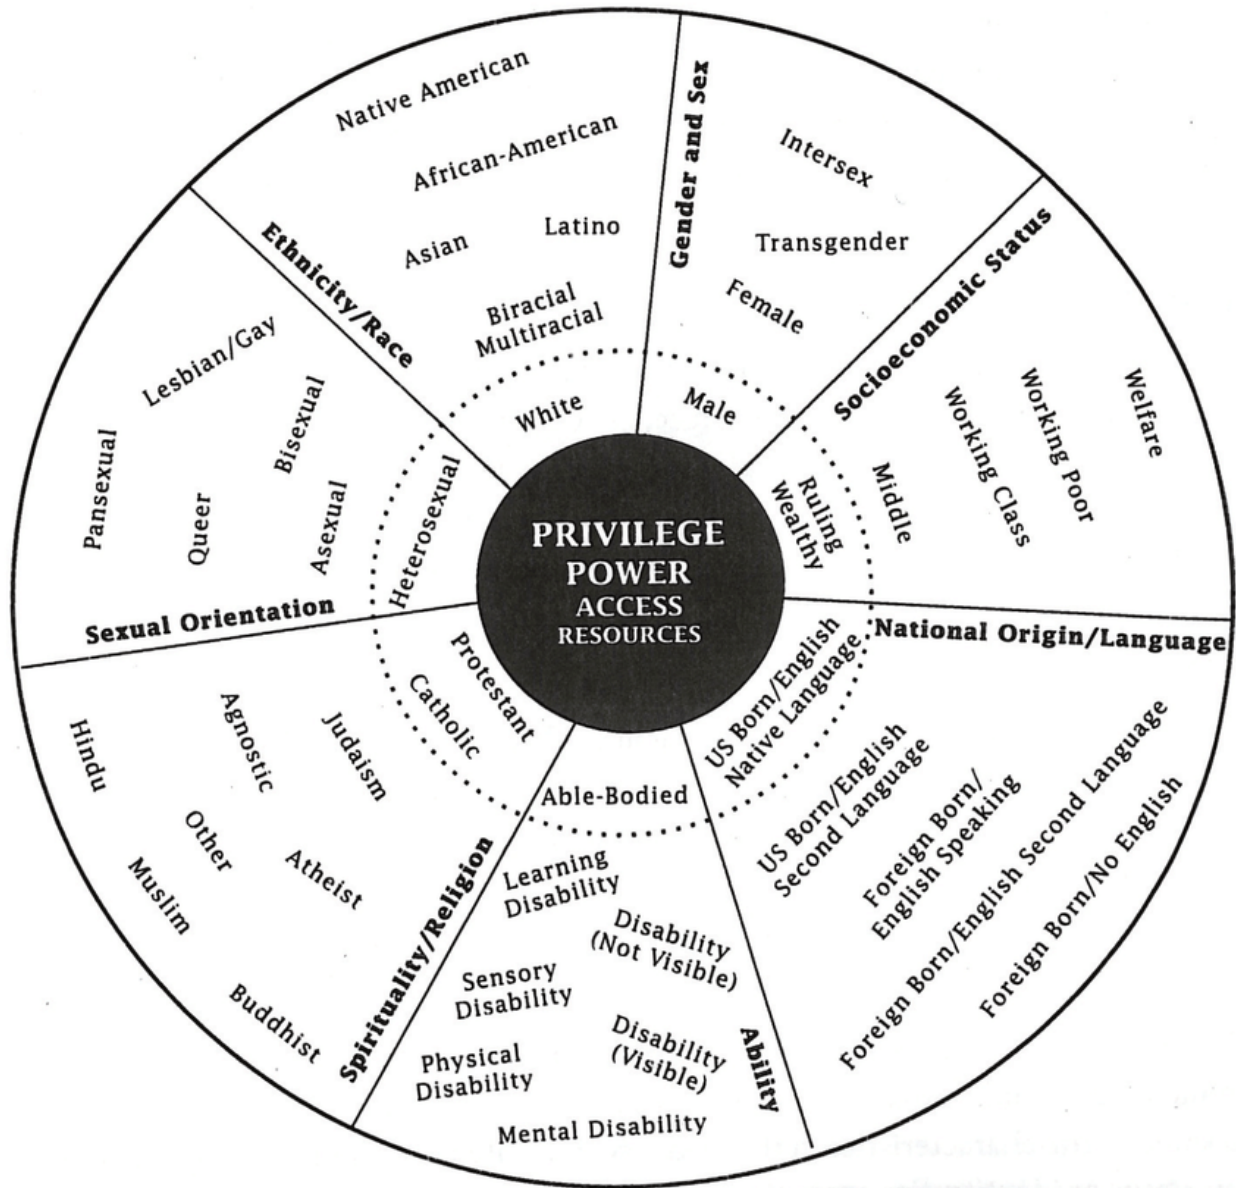 PRIVILEGE
POWER
ACCESS
RESOURCES
Ethnicity/Race
Native American
African-American
Asian
Latino
Biracial
Multiracial
White
Gender and Sex
Intersex
Transgender
Female
Male
Socioeconomic Status
Welfare
Working Poor
Working Class
Middle
Ruling
Wealthy
National Origin/Language
US Born/English
Native Language
US Born/English
Second Language
Foreign Born/
English Speaking
Foreign Born/English Second Language
Foreign Born/No English
Ability
Able-Bodied
Learning
Disability
Disability
(Not Visible)
Sensory
Disability
Disability
(Visible)
Physical
Disability
Mental Disability
Spirituality/Religion
Protestant
Catholic
Judaism
Agnostic
Hindu
Atheist
Other
Muslim
Buddhist
Sexual Orientation
Heterosexual
Asexual
Bisexual
Queer
Lesbian/Gay
Pansexual